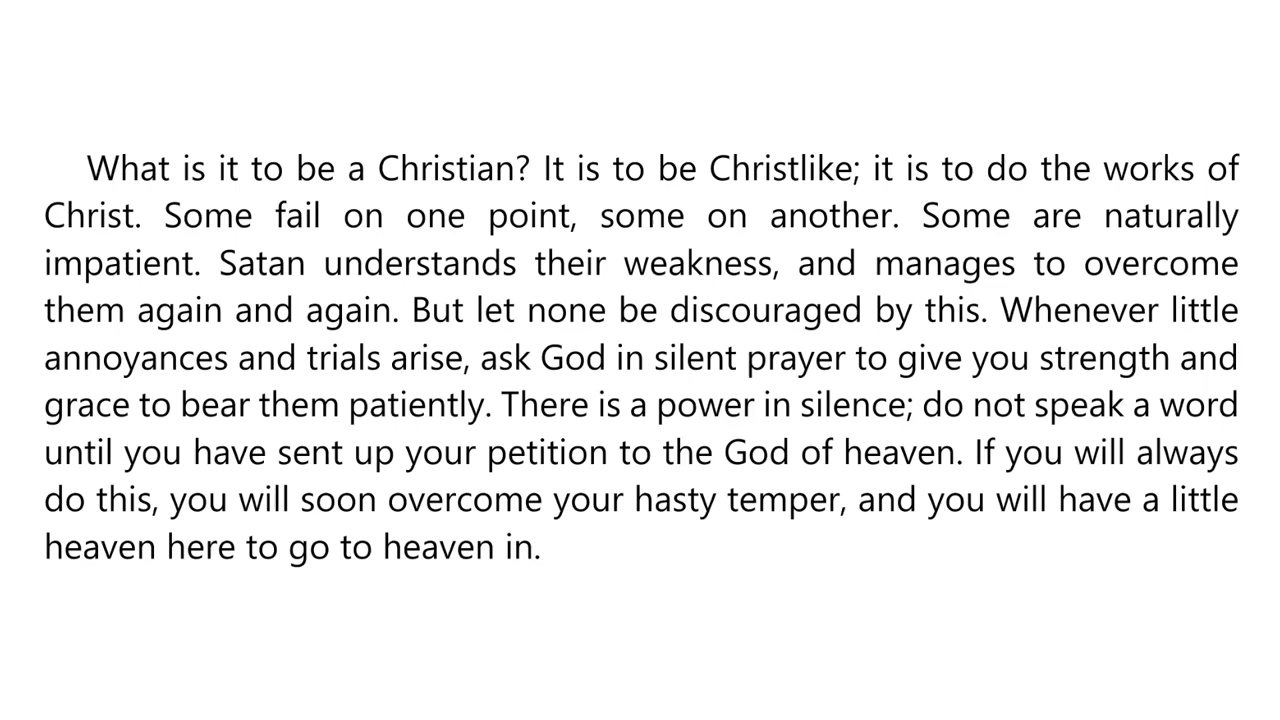 What is it to be a Christian? It is to be Christlike; it is to do the works of
Christ. Some fail on one point, some on another. Some are naturally
impatient. Satan understands their weakness, and manages to overcome
them again and again. But let none be discouraged by this. Whenever little
annoyances and trials arise, ask God in silent prayer to give you strength and
grace to bear them patiently. There is a power in silence; do not speak a word
until you have sent up your petition to the God of heaven. If you will always
do this, you will soon overcome your hasty temper, and you will have a little
heaven here to go to heaven in.